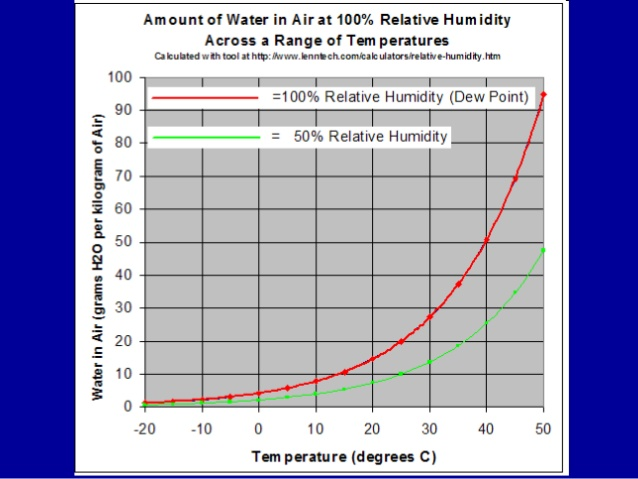 Amount of Water in Air at 100% Relative Humidity
Across a Range of Temperatures
Calculated with tool at http://www.lenntech.com/calculators/relative-humidity.htm
=100% Relative Humidity (Dew Point)
= 50% Relative Humidity
Water in Air (grams H2O per kilogram of Air)
100
90
80
70
60
50
40
30
20
10
0
-20 -10 0 10 20 30 40 50
Temperature (degrees C)